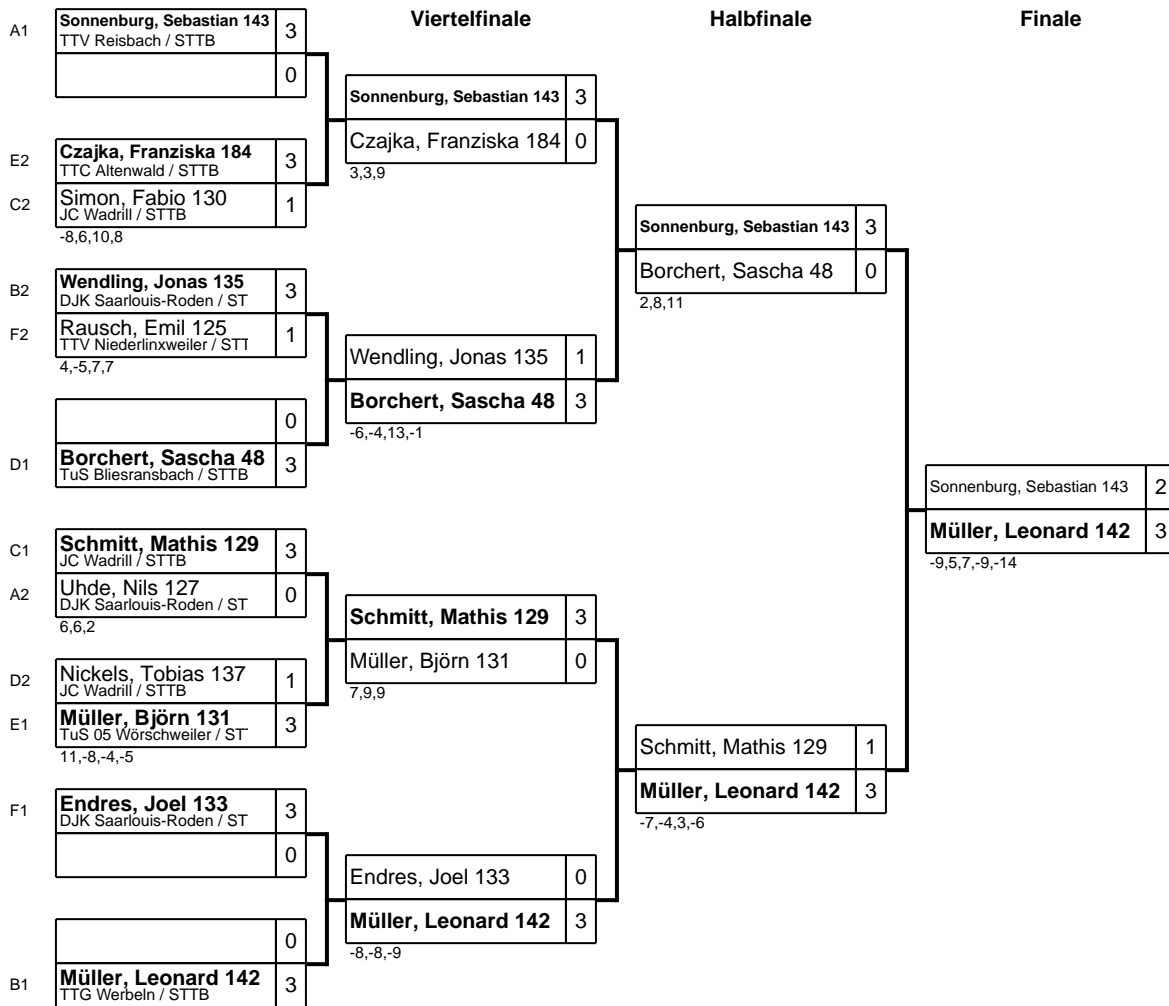 Viertelfinale
Halbfinale
Finale
A1
Sonnenburg, Sebastian 143 3
TTV Reisbach / STTB
0
E2
Czajka, Franziska 184 3
TTC Altenwald / STTB
C2
Simon, Fabio 130 1
JC Wadrill / STTB
-8,6,10,8
B2
Wendling, Jonas 135 3
DJK Saarlouis-Roden / ST
F2
Rausch, Emil 125 1
TTV Niederlinxweiler / STT
4,-5,7,7
0
D1
Borchert, Sascha 48 3
TuS Bliesransbach / STTB
C1
Schmitt, Mathis 129 3
JC Wadrill / STTB
A2
Uhde, Nils 127 0
DJK Saarlouis-Roden / ST
6,6,2
D2
Nickels, Tobias 137 1
JC Wadrill / STTB
E1
Müller, Björn 131 3
TuS 05 Wörschweiler / ST
11,-8,-4,-5
F1
Endres, Joel 133 3
DJK Saarlouis-Roden / ST
0
0
B1
Müller, Leonard 142 3
TTG Werbeln / STTB
Sonnenburg, Sebastian 143 3
Czajka, Franziska 184 0
3,3,9
Wendling, Jonas 135 1
Borchert, Sascha 48 3
-6,-4,13,-1
Schmitt, Mathis 129 3
Müller, Björn 131 0
7,9,9
Endres, Joel 133 0
Müller, Leonard 142 3
-8,-8,-9
Sonnenburg, Sebastian 143 3
Borchert, Sascha 48 0
2,8,11
Schmitt, Mathis 129 1
Müller, Leonard 142 3
-7,-4,3,-6
Sonnenburg, Sebastian 143 2
Müller, Leonard 142 3
-9,5,7,-9,-14